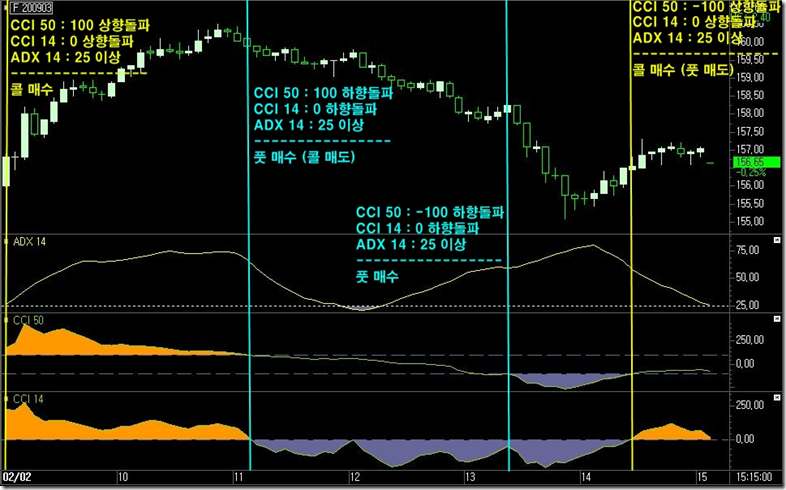 F 200903
CCI 50 : 100 상향돌파
CCI 14 : 0 상향돌파
ADX 14 : 25 이상
콜 매수
CCI 50 : 100 하향돌파
CCI 14 : 0 하향돌파
ADX 14 : 25 이상
풋 매수 (콜 매도)
CCI 50 : -100 하향돌파
CCI 14 : 0 하향돌파
ADX 14 : 25 이상
풋 매수
CCI 50 : -100 상향돌파
CCI 14 : 0 상향돌파
ADX 14 : 25 이상
콜 매수 (풋 매도)
160,00
159,50
159,00
158,50
158,00
157,50
157,00
156,65
-0,25%
156,00
155,50
155,00
ADX 14
75,00
50,00
25,00
CCI 50
250,00
0,00
CCI 14
250,00
0,00
02/02 10 11 12 13 14 15 15:15:00